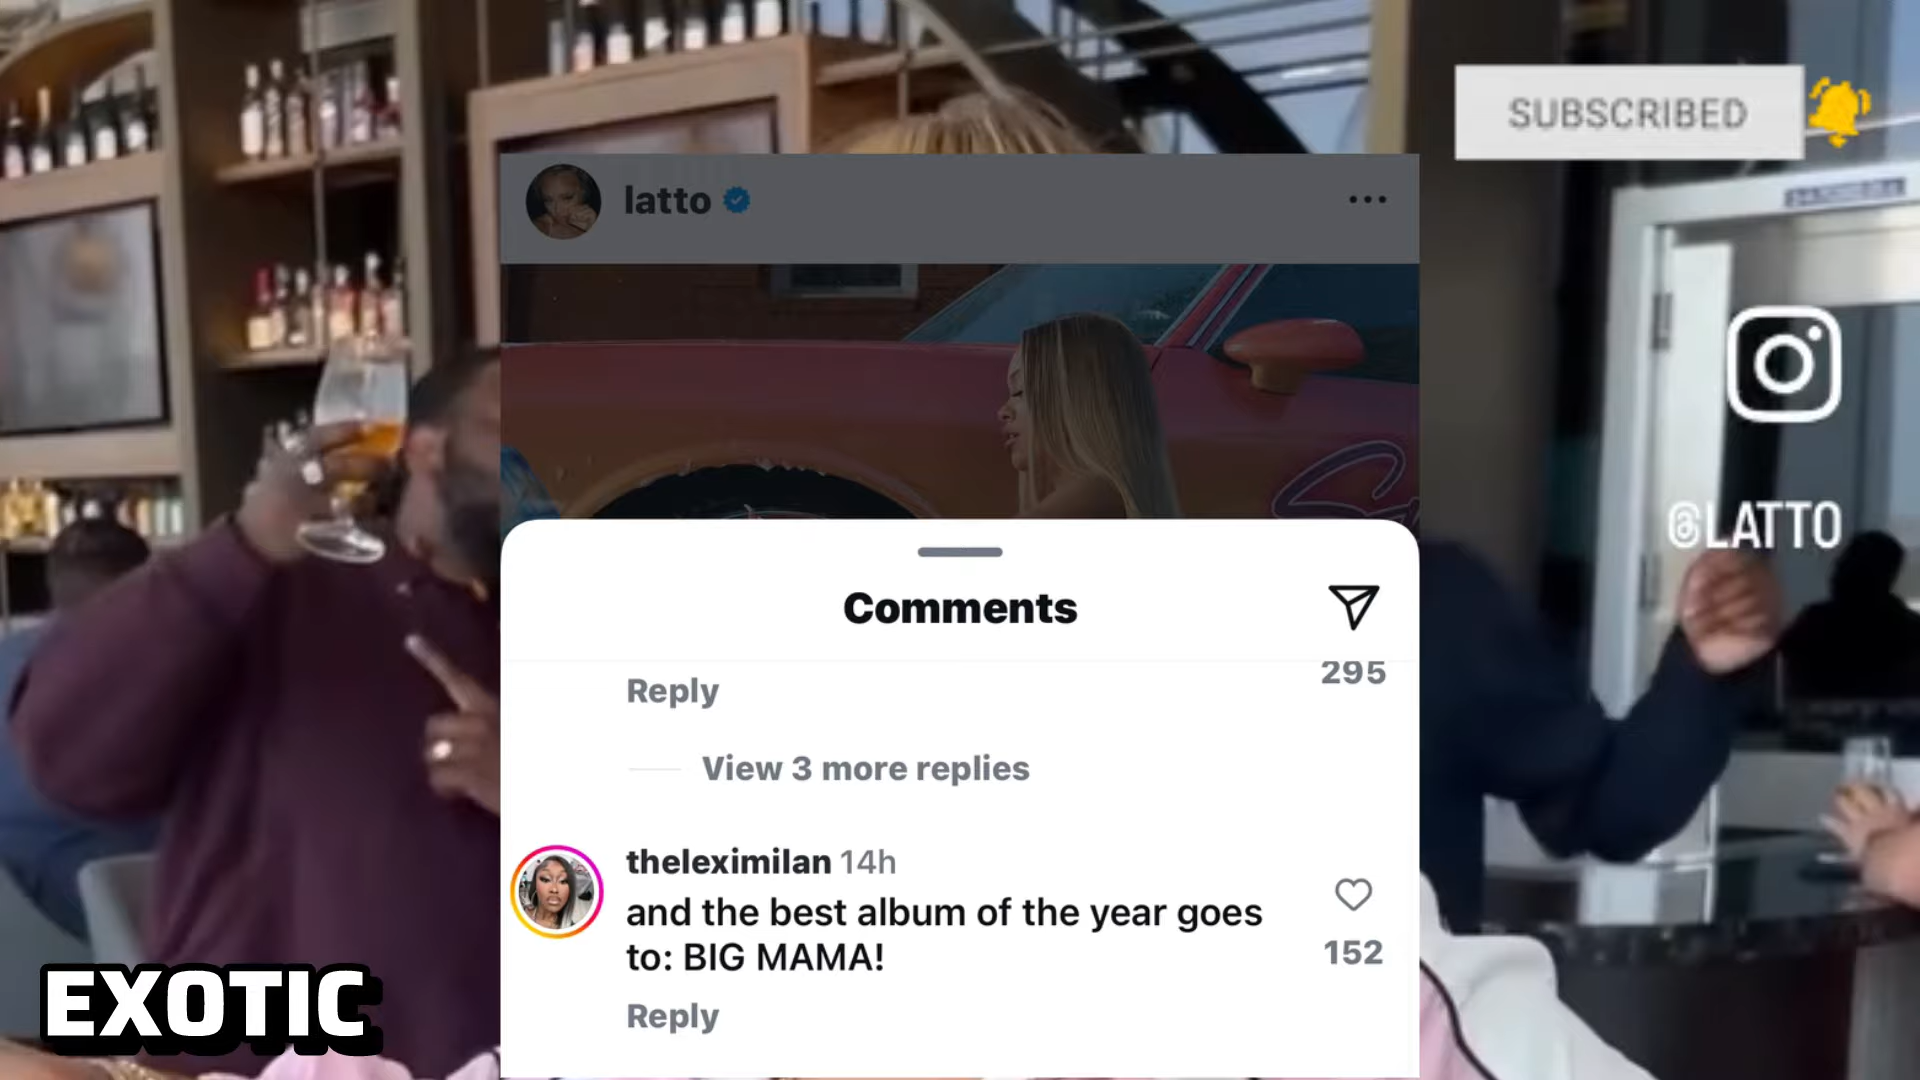 SUBSCRIBED
latto
@LATTO
Comments
295
Reply
View 3 more replies
theleximilan 14h
and the best album of the year goes
to: BIG MAMA!
152
Reply
EXOTIC